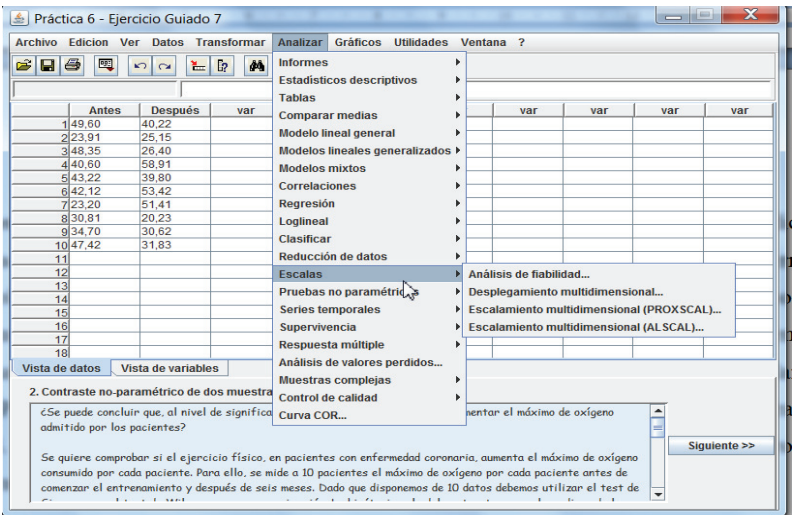 Práctica 6 - Ejercicio Guiado 7
Archivo Edicion Ver Datos Transformar Analizar Gráficos Utilidades Ventana ?
Informes
Estadísticos descriptivos
Tablas
Comparar medias
Modelo lineal general
Modelos lineales generalizados
Modelos mixtos
Correlaciones
Regresión
Loglineal
Clasificar
Reducción de datos
Escalas
Pruebas no paramétricas
Series temporales
Supervivencia
Respuesta múltiple
Análisis de valores perdidos...
Muestras complejas
Control de calidad
Curva COR...
Análisis de fiabilidad...
Desplegamiento multidimensional...
Escalamiento multidimensional (PROXSCAL)...
Escalamiento multidimensional (ALSCAL)...
Antes Después var var var var var
1 49,60 40,22
2 23,91 25,15
3 48,35 26,40
4 40,60 58,91
5 43,22 39,80
6 42,12 53,42
7 23,20 51,41
8 30,81 20,23
9 34,70 30,62
10 47,42 31,83
11
12
13
14
15
16
17
18
Vista de datos Vista de variables
2. Contraste no-paramétrico de dos muestra
¿Se puede concluir que, al nivel de significa mentar el máximo de oxígeno
admitido por los pacientes?
Se quiere comprobar si el ejercicio físico, en pacientes con enfermedad coronaria, aumenta el máximo de oxígeno
consumido por cada paciente. Para ello, se mide a 10 pacientes el máximo de oxígeno por cada paciente antes de
comenzar el entrenamiento y después de seis meses. Dado que disponemos de 10 datos debemos utilizar el test de
Siguiente >>